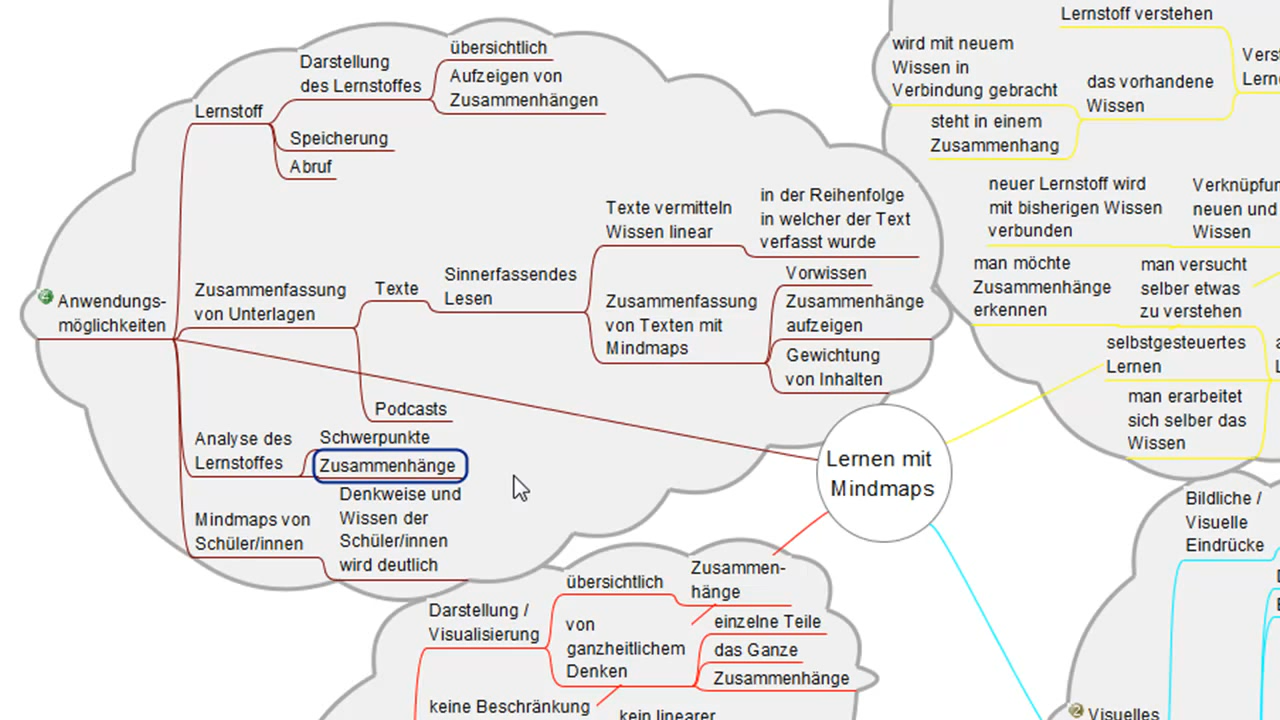 Darstellung
des Lernstoffes
übersichtlich
Aufzeigen von
Zusammenhängen
Lernstoff
Speicherung
Abruf
Anwendungs-
möglichkeiten
Zusammenfassung
von Unterlagen
Texte
Sinnerfassendes
Lesen
Texte vermitteln
Wissen linear
in der Reihenfolge
in welcher der Text
verfasst wurde
Zusammenfassung
von Texten mit
Mindmaps
Vorwissen
Zusammenhänge
aufzeigen
Gewichtung
von Inhalten
Podcasts
Analyse des
Lernstoffes
Schwerpunkte
Zusammenhänge
Mindmaps von
Schüler/innen
Denkweise und
Wissen der
Schüler/innen
wird deutlich
Lernen mit
Mindmaps
Lernstoff verstehen
wird mit neuem
Wissen in
Verbindung gebracht
das vorhandene
Wissen
steht in einem
Zusammenhang
neuer Lernstoff wird
mit bisherigen Wissen
verbunden
neuen und
Wissen
man möchte
Zusammenhänge
erkennen
man versucht
selber etwas
zu verstehen
selbstgesteuertes
Lernen
man erarbeitet
sich selber das
Wissen
Bildliche /
Visuelle
Eindrücke
Visuelles
Darstellung /
Visualisierung
übersichtlich
Zusammen-
hänge
von
ganzheitlichem
Denken
einzelne Teile
das Ganze
Zusammenhänge
keine Beschränkung
kein linearer